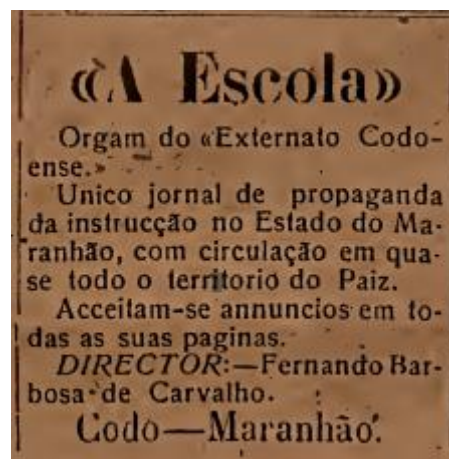 «A Escola»
Orgam do «Externato Codo-
ense.»
Unico jornal de propaganda
da instrucção no Estado do Ma-
ranhão, com circulação em qua-
se todo o territorio do Paiz.
Acceitam-se annuncios em to-
das as suas paginas.
DIRECTOR:—Fernando Bar-
bosa de Carvalho.
Codó—Maranhão.